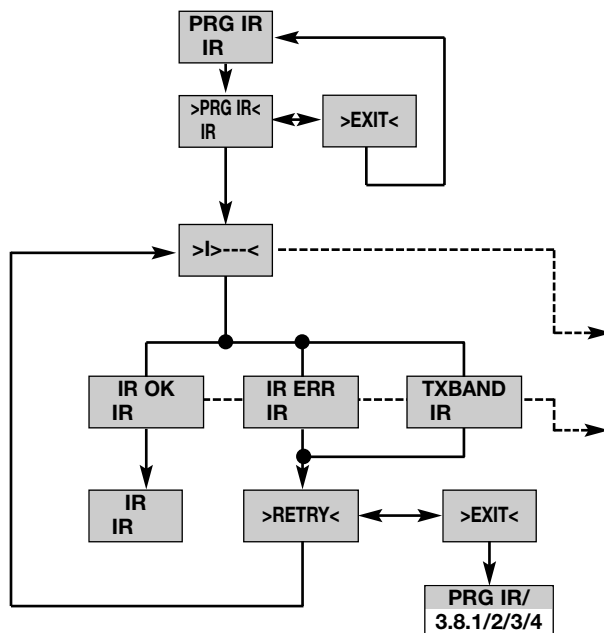 PRG IR
IR
>PRG IR<
IR
>EXIT<
>I>---<
IR OK
IR
IR ERR
IR
TXBAND
IR
IR
IR
>RETRY<
>EXIT<
PRG IR/
3.8.1/2/3/4